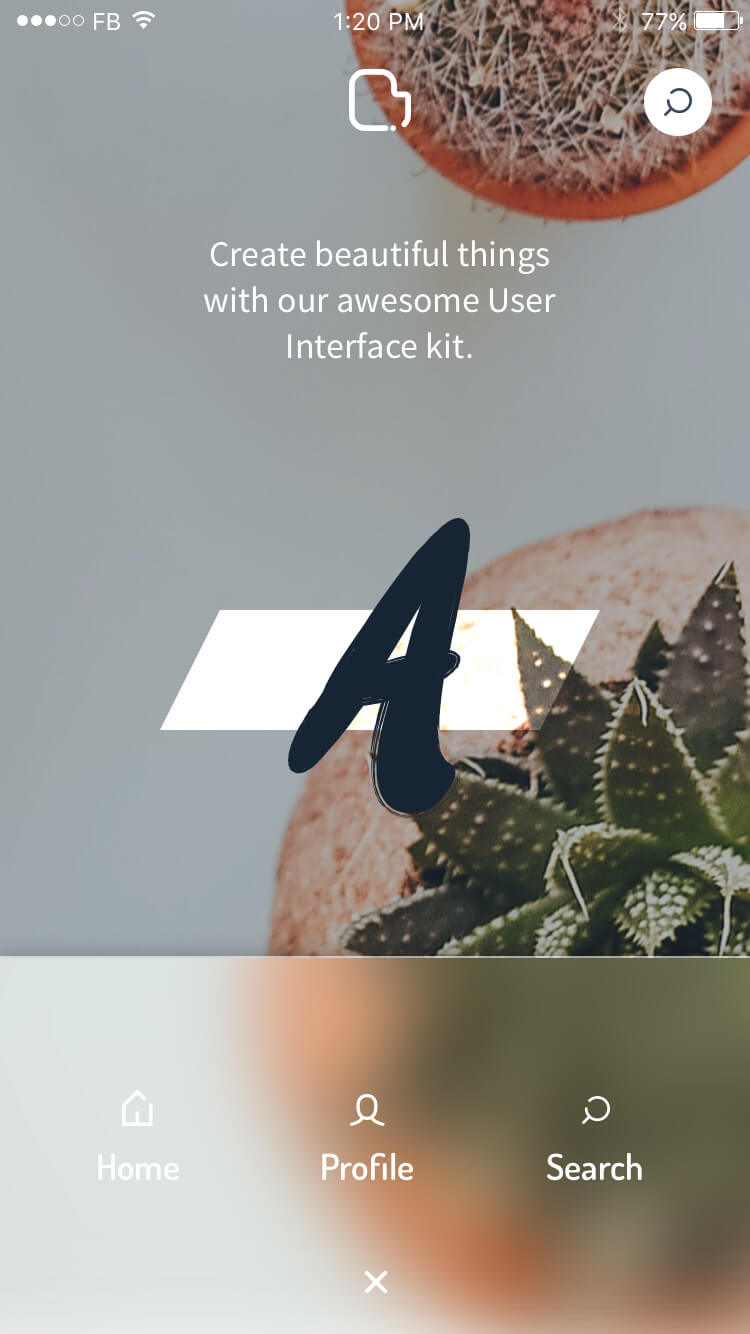 FB 1:20 PM 77%
Create beautiful things
with our awesome User
Interface kit.
A
Home Profile Search